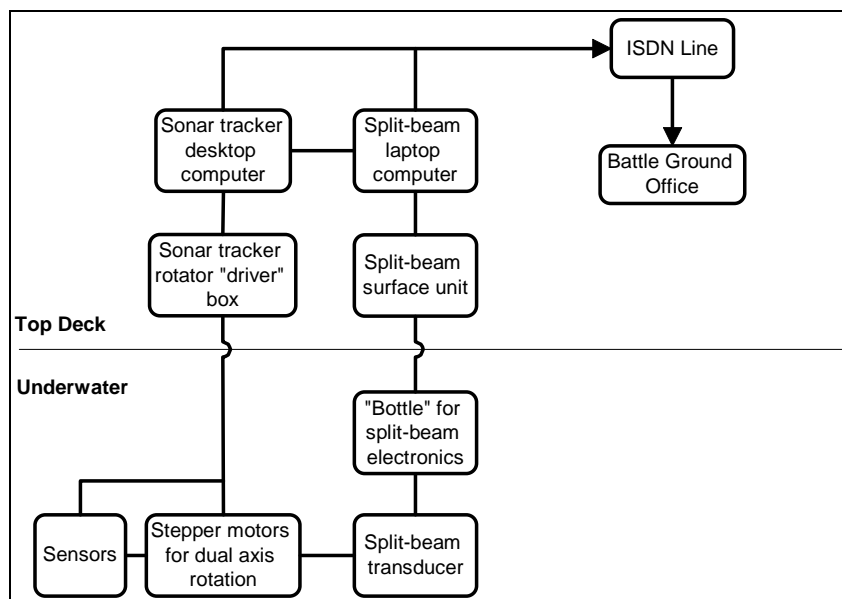 ISDN Line
Sonar tracker
desktop
computer
Split-beam
laptop
computer
Battle Ground
Office
Sonar tracker
rotator "driver"
box
Split-beam
surface unit
Top Deck
Underwater
"Bottle" for
split-beam
electronics
Sensors
Stepper motors
for dual axis
rotation
Split-beam
transducer